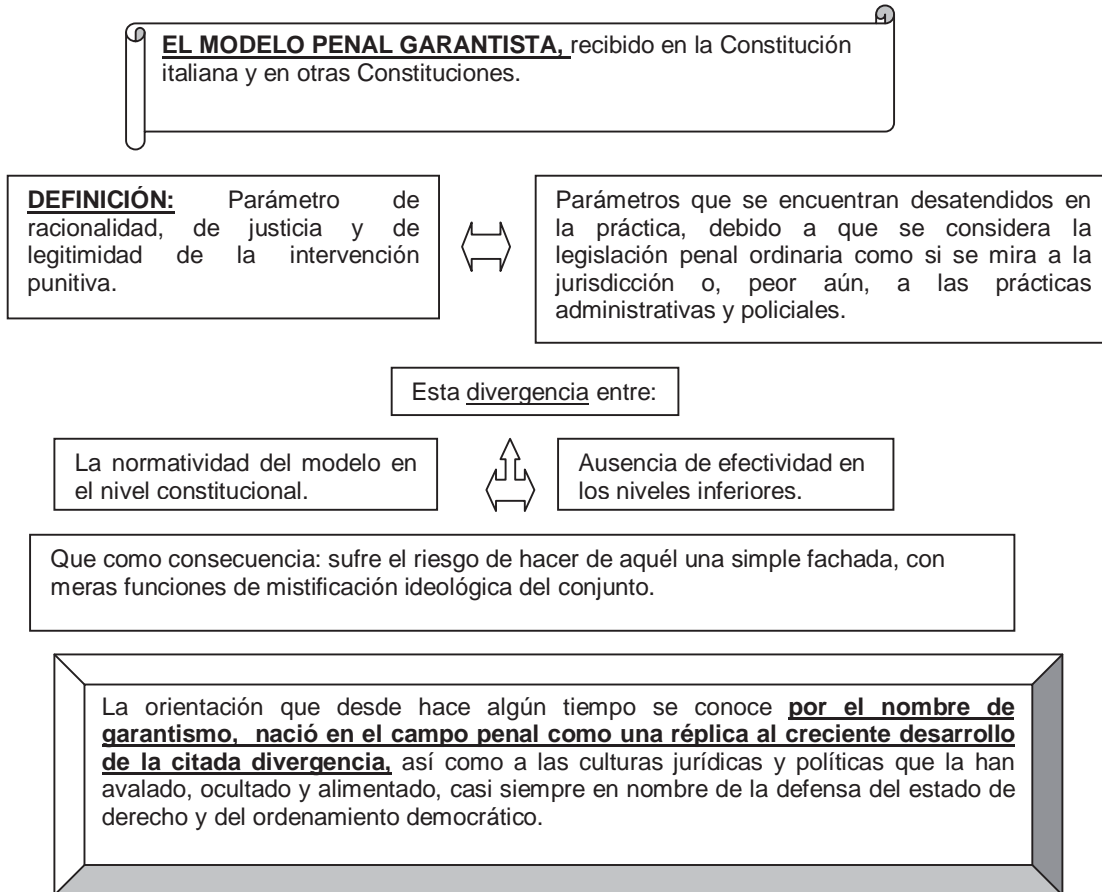 EL MODELO PENAL GARANTISTA, recibido en la Constitución
italiana y en otras Constituciones.
DEFINICIÓN: Parámetro de
racionalidad, de justicia y de
legitimidad de la intervención
punitiva.
Parámetros que se encuentran desatendidos en
la práctica, debido a que se considera la
legislación penal ordinaria como si se mira a la
jurisdicción o, peor aún, a las prácticas
administrativas y policiales.
Esta divergencia entre:
La normatividad del modelo en
el nivel constitucional.
Ausencia de efectividad en
los niveles inferiores.
Que como consecuencia: sufre el riesgo de hacer de aquél una simple fachada, con
meras funciones de mistificación ideológica del conjunto.
La orientación que desde hace algún tiempo se conoce por el nombre de
garantismo, nació en el campo penal como una réplica al creciente desarrollo
de la citada divergencia, así como a las culturas jurídicas y políticas que la han
avalado, ocultado y alimentado, casi siempre en nombre de la defensa del estado de
derecho y del ordenamiento democrático.